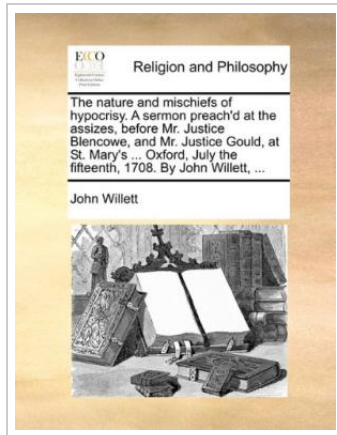 ECCO
Religion and Philosophy
The nature and mischiefs of
hypocrisy. A sermon preach'd at the
assizes, before Mr. Justice
Blencowe, and Mr. Justice Gould, at
St. Mary's ... Oxford, July the
fifteenth, 1708. By John Willett, ...
John Willett